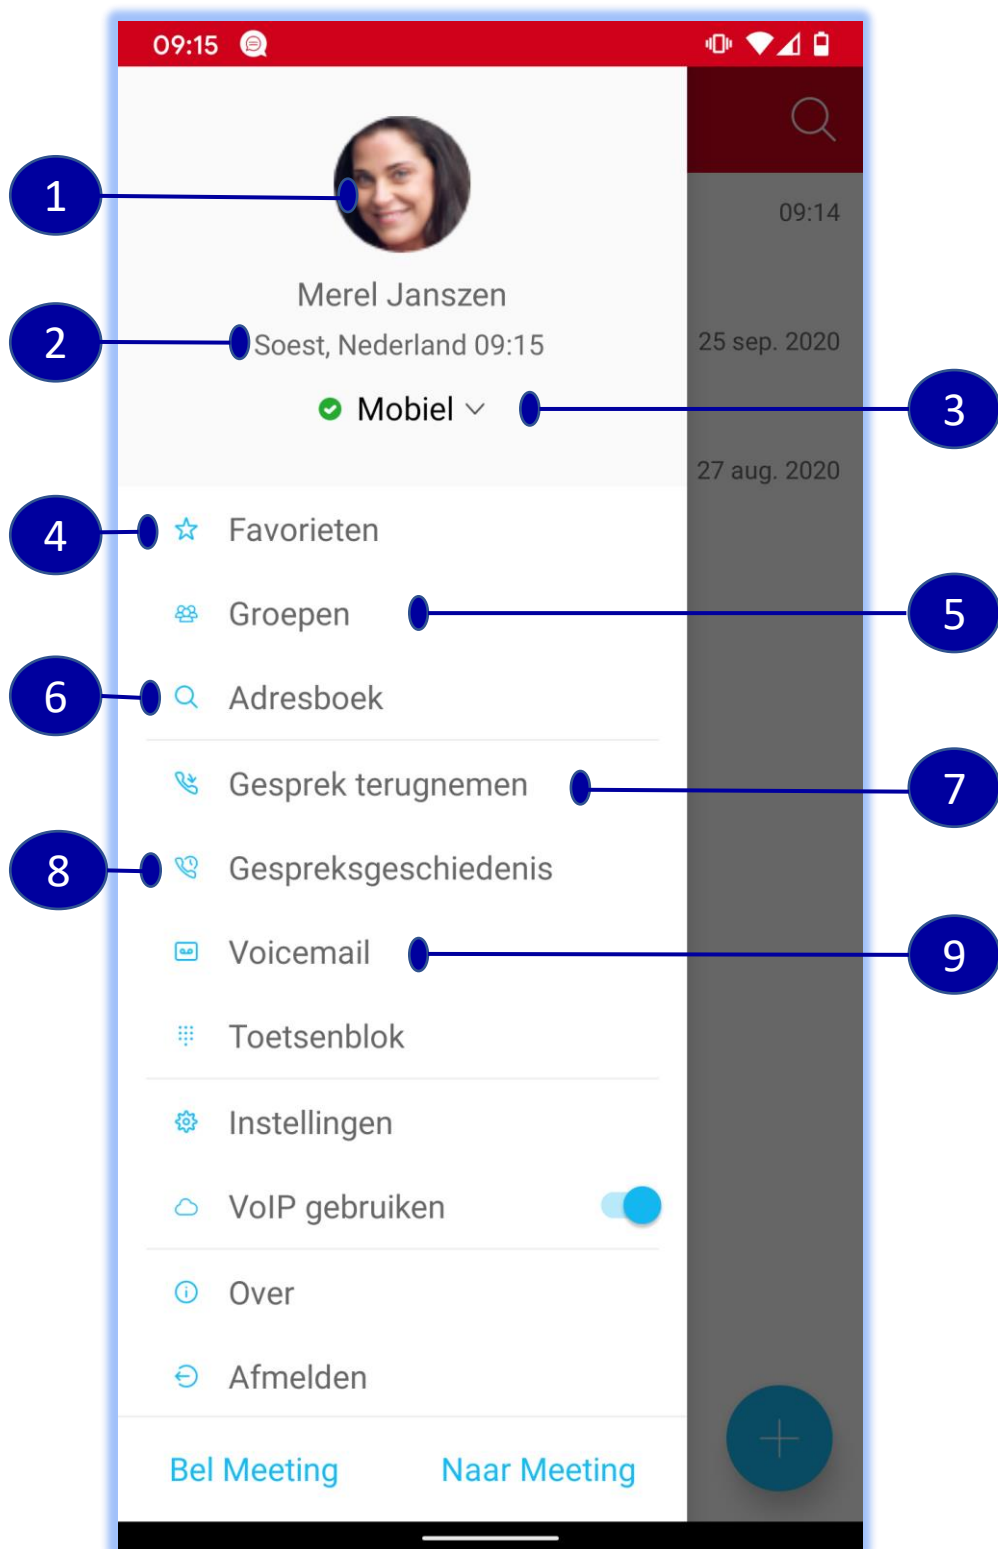 09:15
1
09:14
Merel Janszen
2
Soest, Nederland 09:15
25 sep. 2020
Mobiel
3
27 aug. 2020
4
Favorieten
Groepen
5
6
Adresboek
Gesprek terugnemen
7
8
Gespreksgeschiedenis
Voicemail
9
Toetsenblok
Instellingen
VoIP gebruiken
Over
Afmelden
Bel Meeting
Naar Meeting